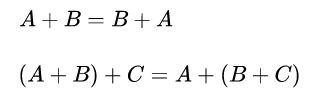 A + B = B + A
(A + B) + C = A + (B + C)